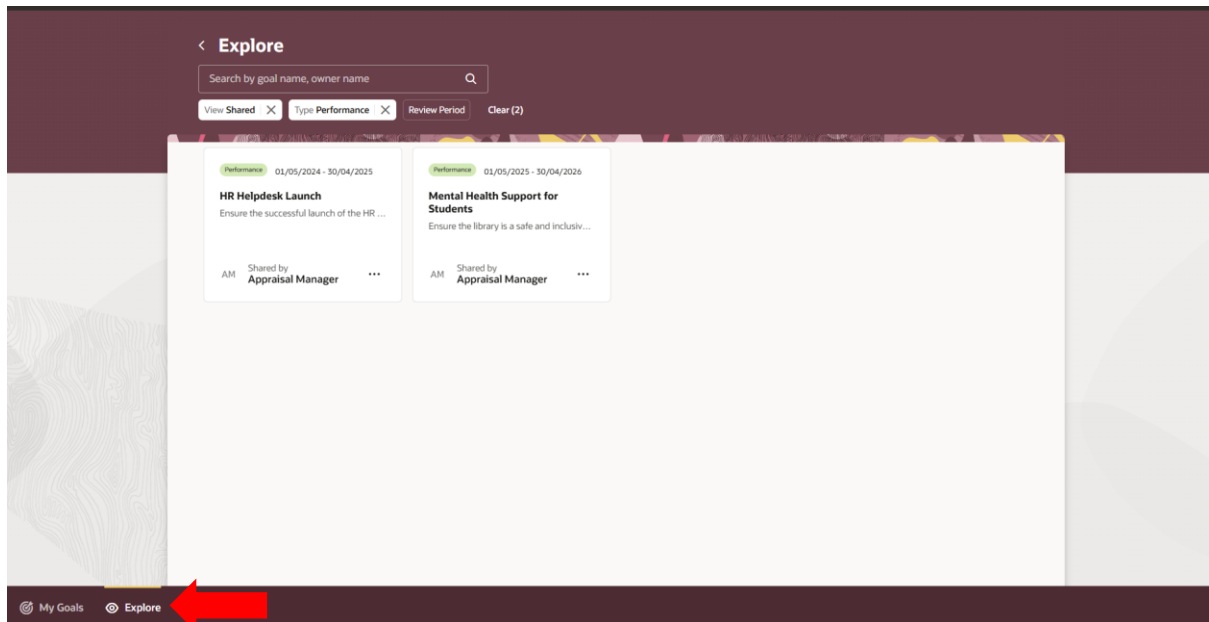 Explore
Search by goal name, owner name
View Shared Type Performance Review Period Clear (2)
Performance 01/05/2024 - 30/04/2025
HR Helpdesk Launch
Ensure the successful launch of the HR ...
AM Shared by
Appraisal Manager
Performance 01/05/2025 - 30/04/2026
Mental Health Support for
Students
Ensure the library is a safe and inclusiv...
AM Shared by
Appraisal Manager
My Goals Explore